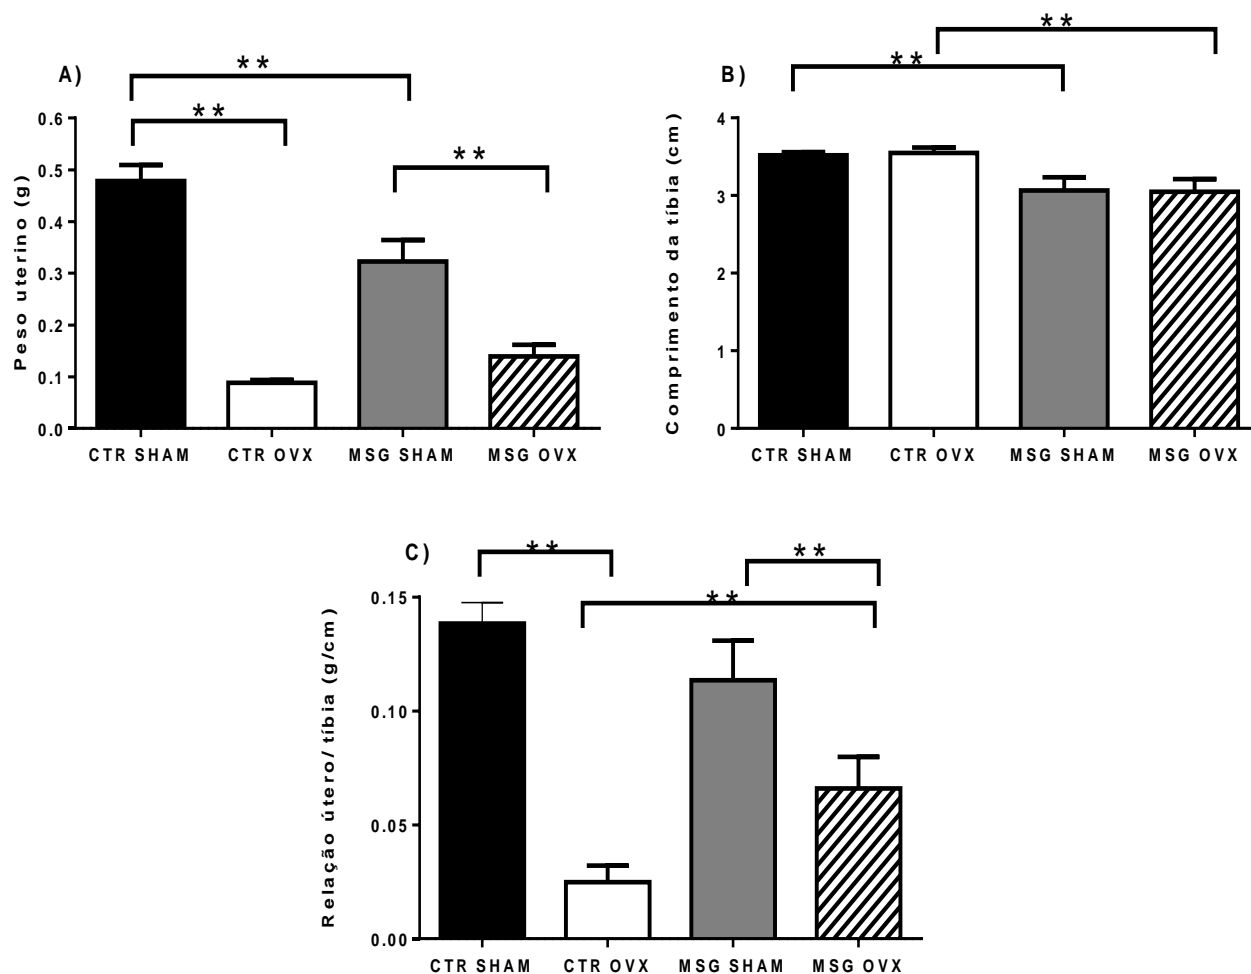 A)
**
**
**
Peso uterino (g)
0.6
0.5
0.4
0.3
0.2
0.1
0.0
CTR SHAM CTR OVX MSG SHAM MSG OVX
B)
**
**
Comprimento da tíbia (cm)
4
3
2
1
0
CTR SHAM CTR OVX MSG SHAM MSG OVX
C)
**
**
**
Relação útero/tíbia (g/cm)
0.15
0.10
0.05
0.00
CTR SHAM CTR OVX MSG SHAM MSG OVX